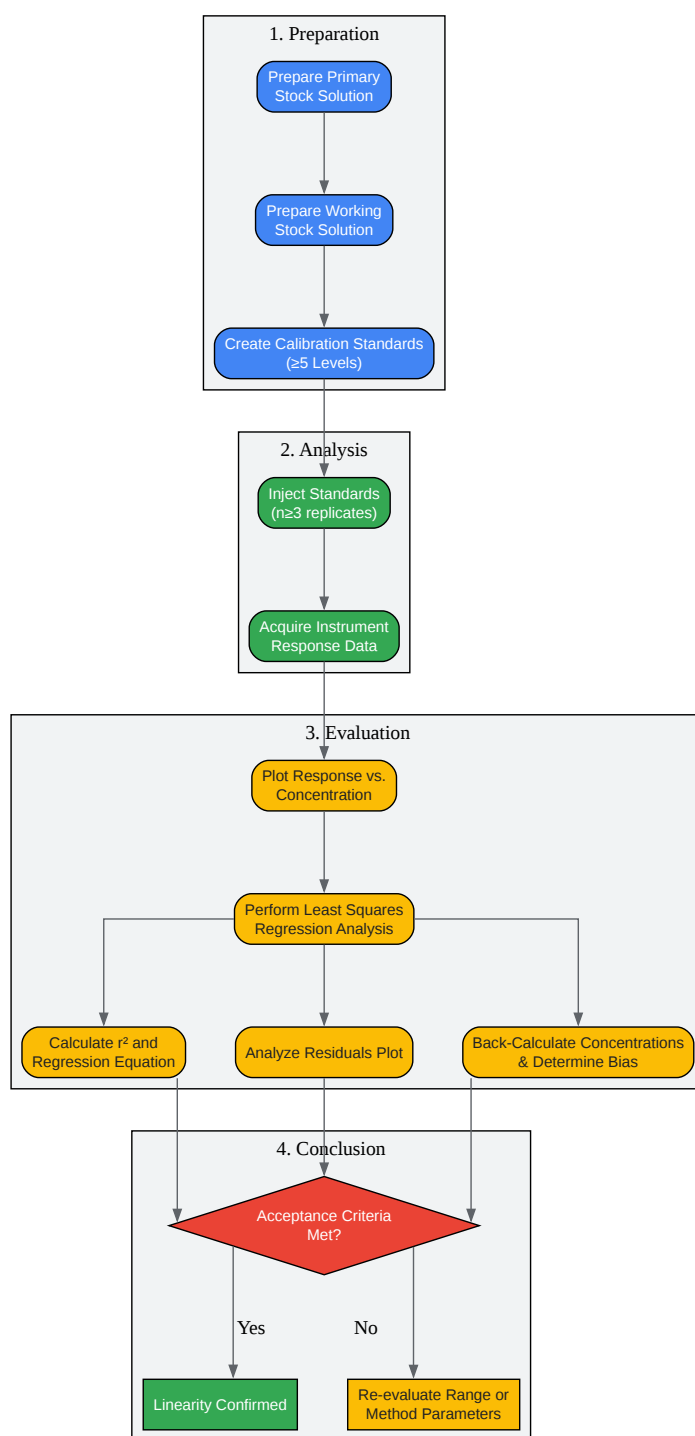 1. Preparation
Prepare Primary
Stock Solution
Prepare Working
Stock Solution
Create Calibration Standards
(≥5 Levels)
2. Analysis
Inject Standards
(n≥3 replicates)
Acquire Instrument
Response Data
3. Evaluation
Plot Response vs.
Concentration
Perform Least Squares
Regression Analysis
Calculate r² and
Regression Equation
Analyze Residuals Plot
Back-Calculate Concentrations
& Determine Bias
4. Conclusion
Acceptance Criteria
Met?
Yes
No
Linearity Confirmed
Re-evaluate Range or
Method Parameters